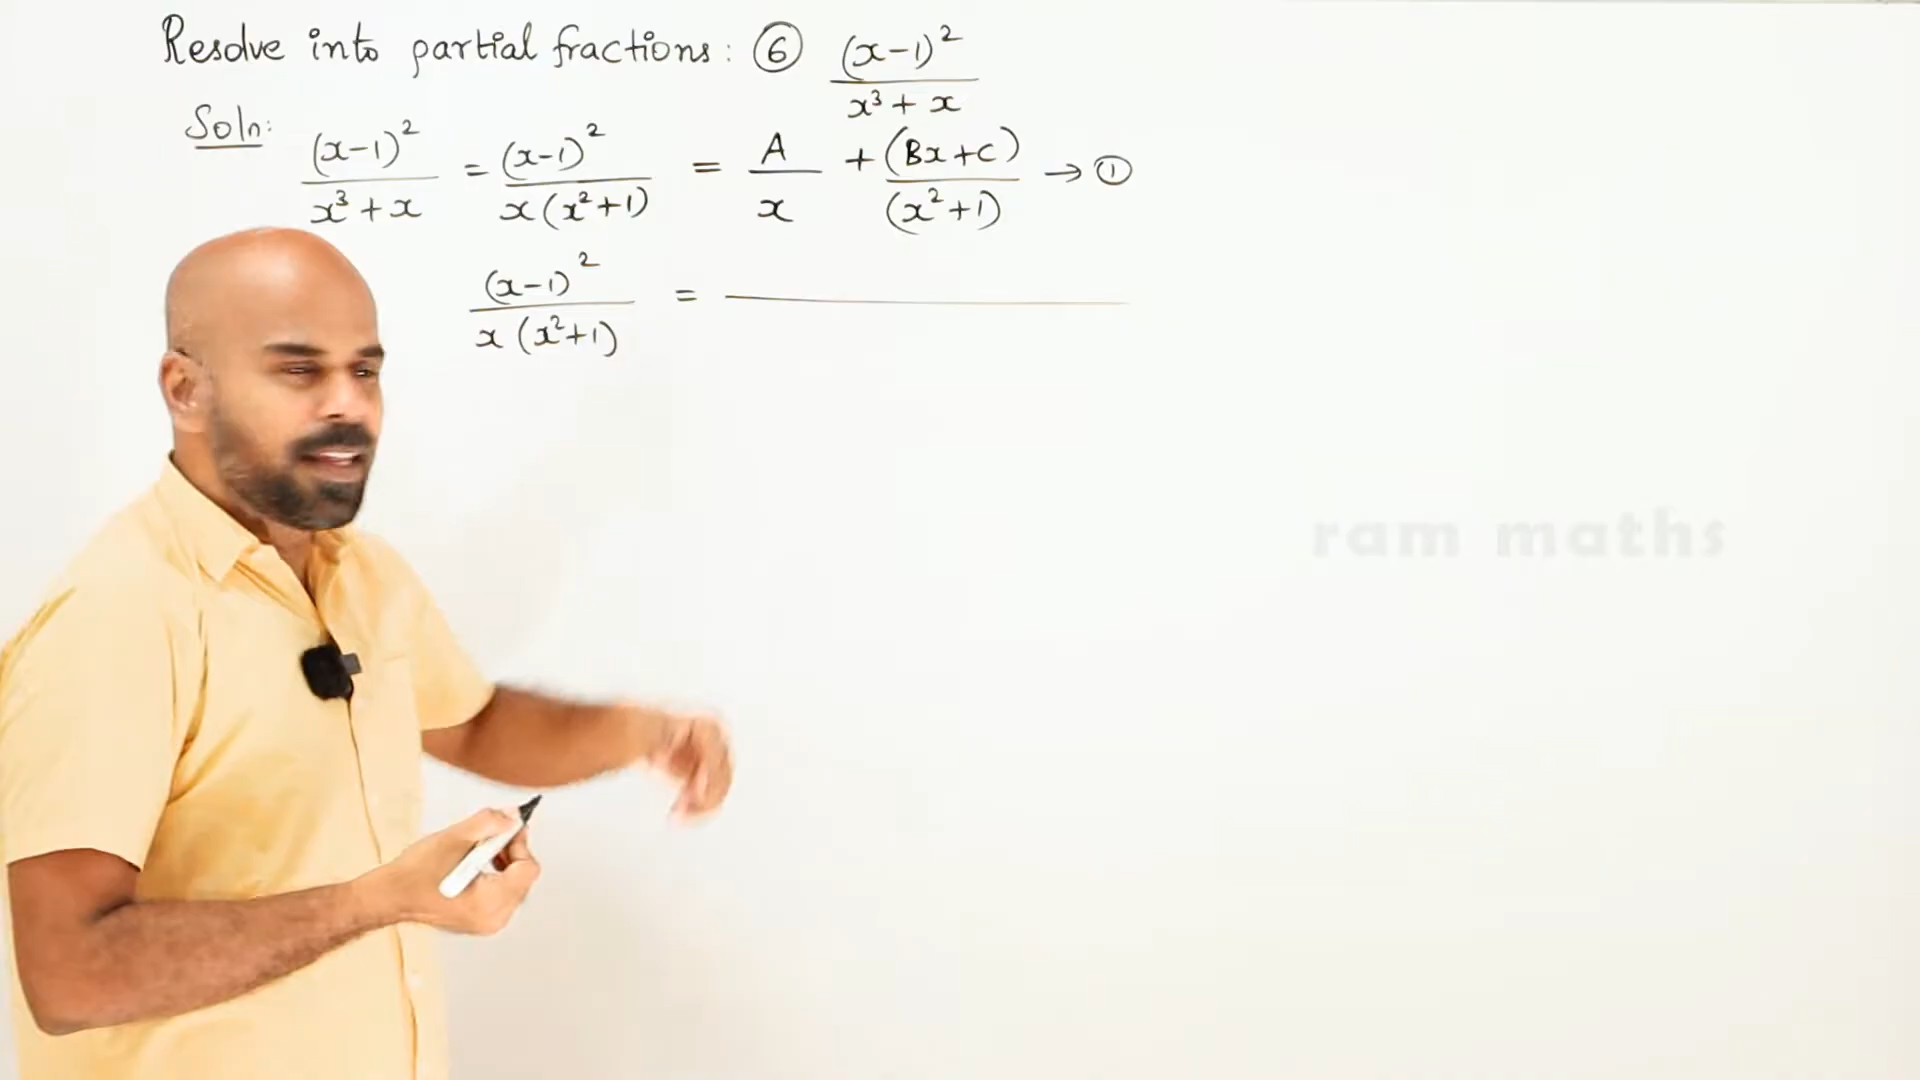 Resolve into partial fractions: ⑥ (x-1)² / x³+x
Soln: (x-1)² / x³+x = (x-1)² / x(x²+1) = A / x + (Bx+C) / (x²+1) → ①
(x-1)² / x(x²+1) =
ram maths